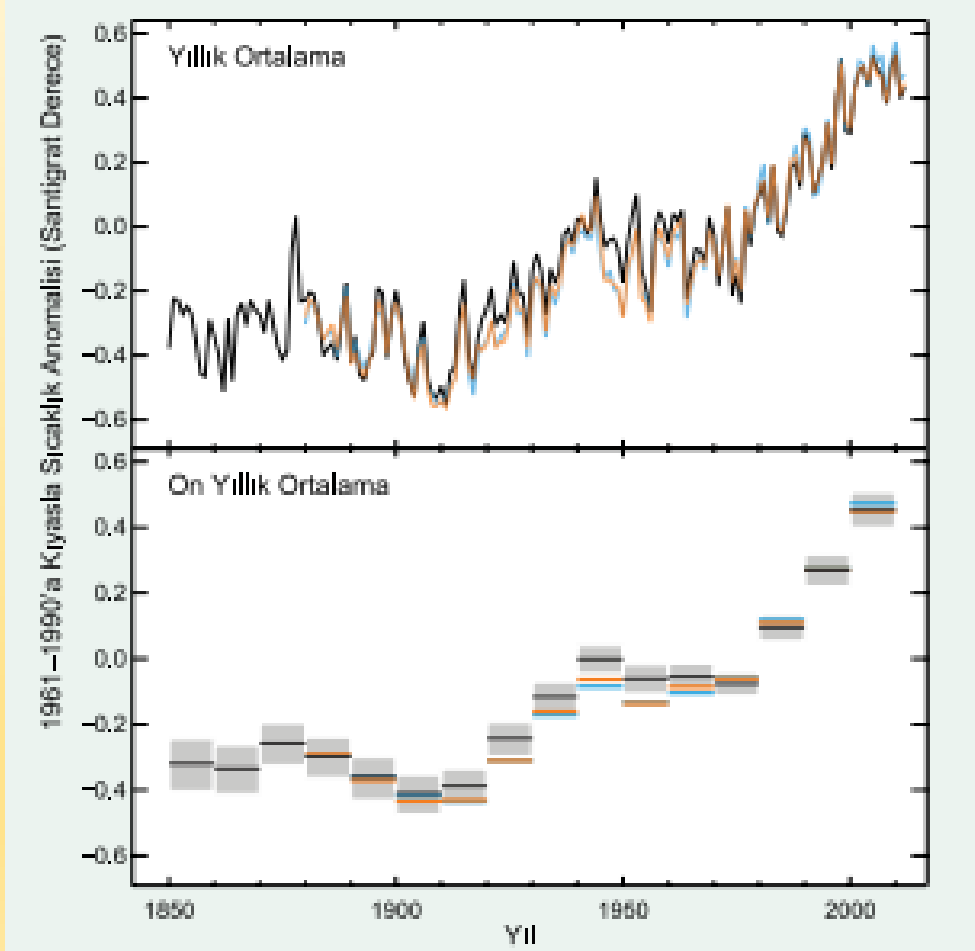 1961–1990'a Kıyasla Sıcaklık Anomalisi (Santigrat Derece)
Yıllık Ortalama
0.6
0.4
0.2
0.0
−0.2
−0.4
−0.6
On Yıllık Ortalama
0.6
0.4
0.2
0.0
−0.2
−0.4
−0.6
1850 1900 1950 2000
Yıl